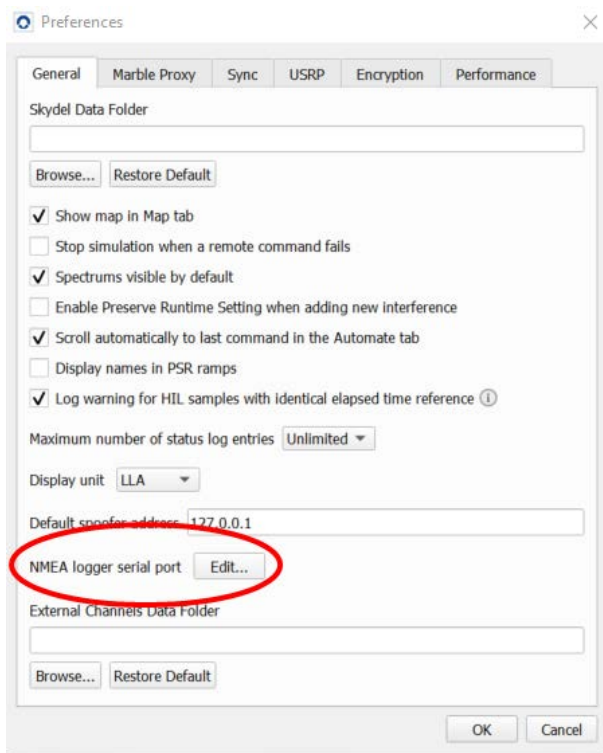 Preferences
General Marble Proxy Sync USRP Encryption Performance
Skydel Data Folder
Browse... Restore Default
Show map in Map tab
Stop simulation when a remote command fails
Spectrums visible by default
Enable Preserve Runtime Setting when adding new interference
Scroll automatically to last command in the Automate tab
Display names in PSR ramps
Log warning for HIL samples with identical elapsed time reference
Maximum number of status log entries Unlimited
Display unit LLA
Default spoofer address 127.0.0.1
NMEA logger serial port Edit...
External Channels Data Folder
Browse... Restore Default
OK Cancel